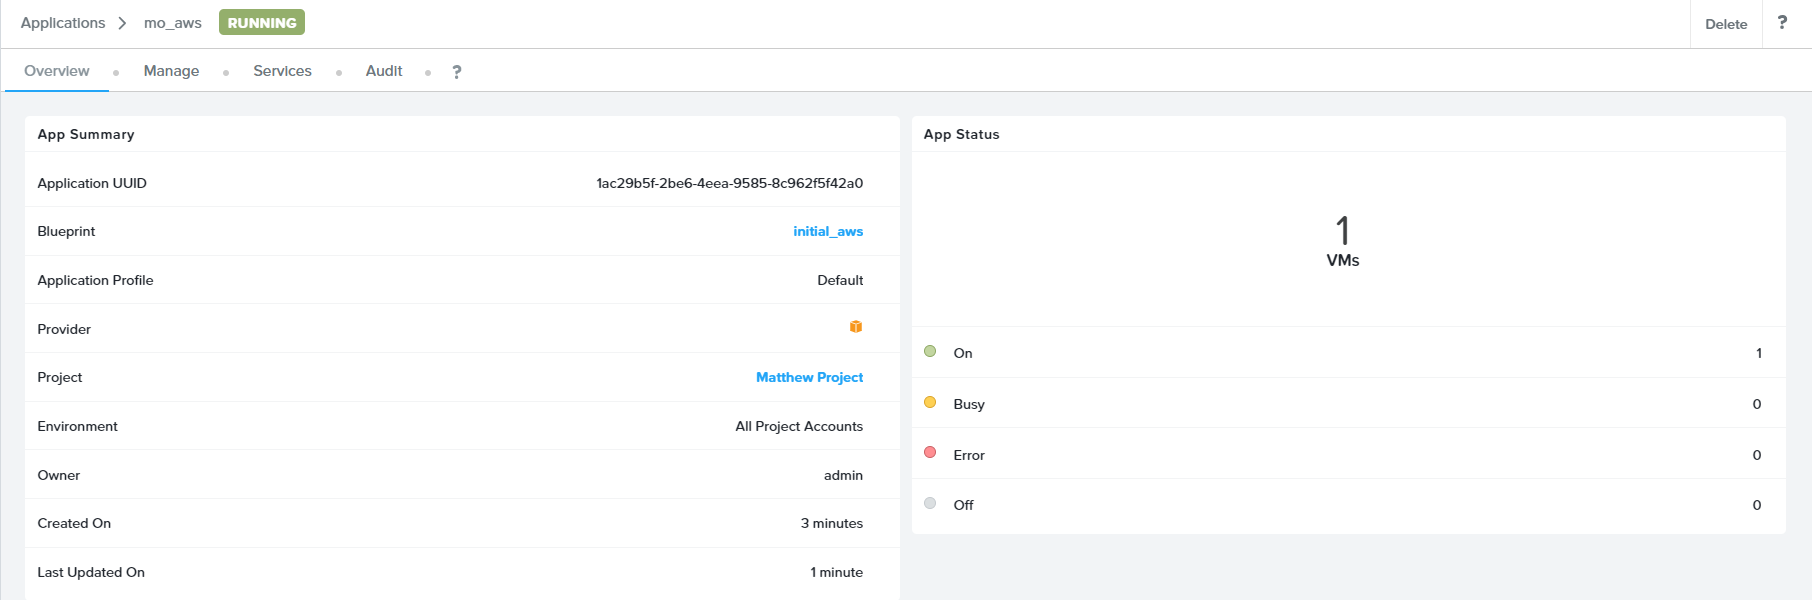 Applications > mo_aws RUNNING Delete ?
Overview Manage Services Audit ?
App Summary
Application UUID 1ac29b5f-2be6-4eea-9585-8c962f5f42a0
Blueprint initial_aws
Application Profile Default
Provider
Project Matthew Project
Environment All Project Accounts
Owner admin
Created On 3 minutes
Last Updated On 1 minute
App Status
1
VMs
On 1
Busy 0
Error 0
Off 0